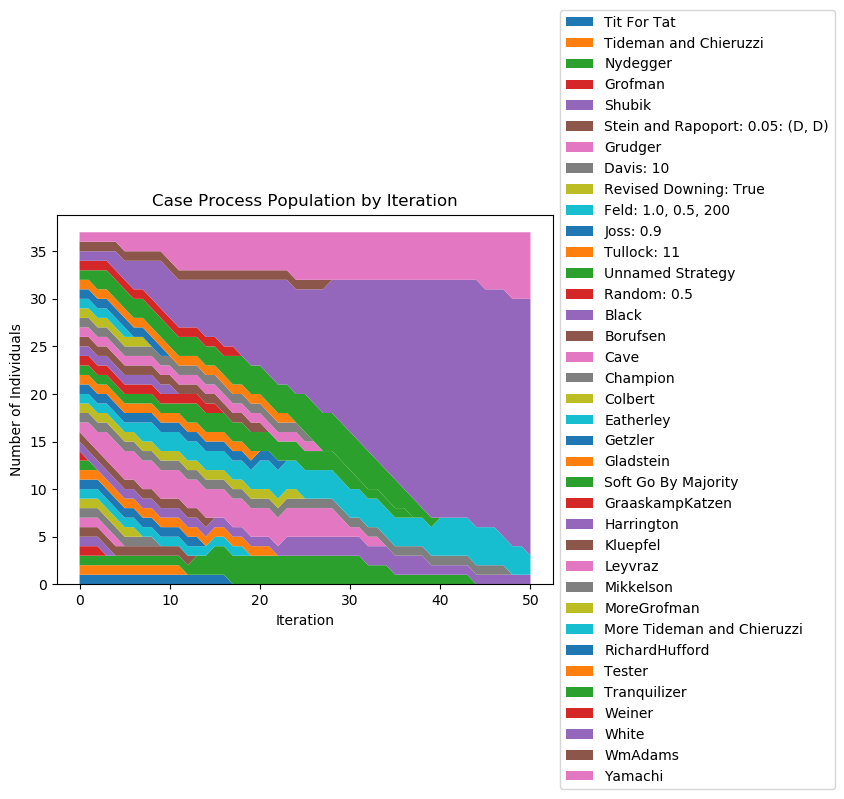 Case Process Population by Iteration
Number of Individuals
35
30
25
20
15
10
5
0
0 10 20 30 40 50
Iteration
Tit For Tat
Tideman and Chieruzzi
Nydegger
Grofman
Shubik
Stein and Rapoport: 0.05: (D, D)
Grudger
Davis: 10
Revised Downing: True
Feld: 1.0, 0.5, 200
Joss: 0.9
Tullock: 11
Unnamed Strategy
Random: 0.5
Black
Borufsen
Cave
Champion
Colbert
Eatherley
Getzler
Gladstein
Soft Go By Majority
GraaskampKatzen
Harrington
Kluepfel
Leyvraz
Mikkelson
MoreGrofman
More Tideman and Chieruzzi
RichardHufford
Tester
Tranquilizer
Weiner
White
WmAdams
Yamachi